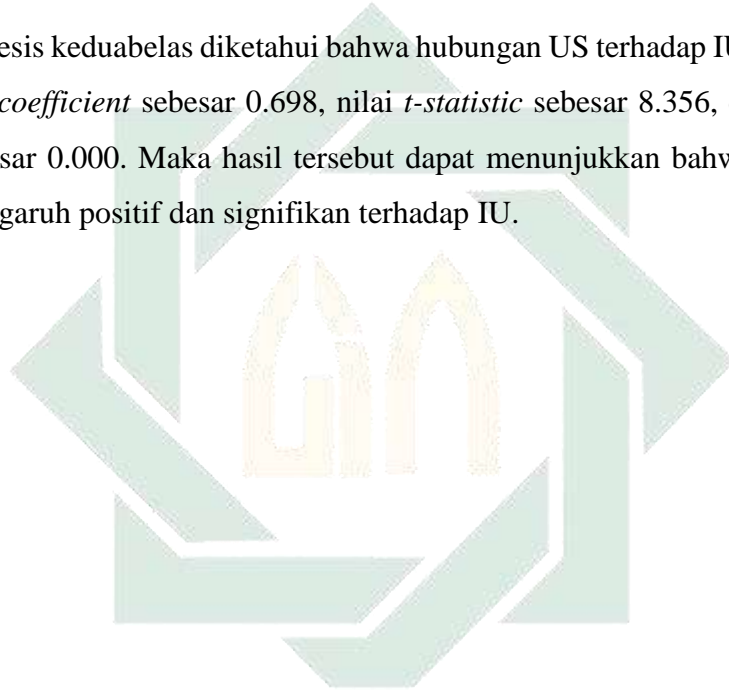 esis keduabelas diketahui bahwa hubungan US terhadap IU
coefficient sebesar 0.698, nilai t-statistic sebesar 8.356,
sar 0.000. Maka hasil tersebut dapat menunjukkan bahw
garuh positif dan signifikan terhadap IU.